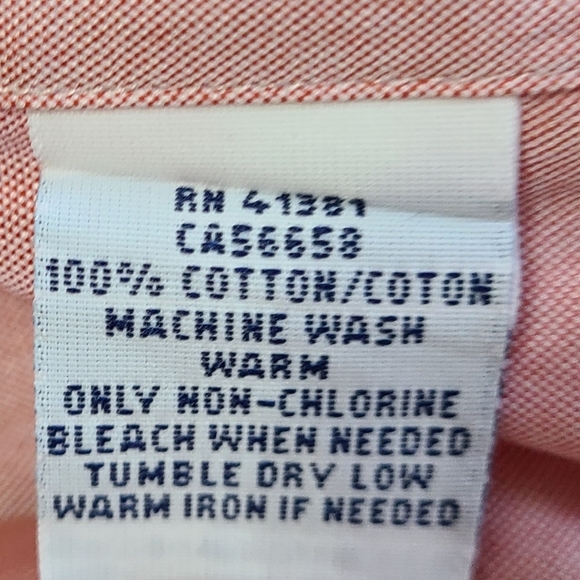 RN 41381
CA56658
100% COTTON/COTON
MACHINE WASH
WARM
ONLY NON-CHLORINE
BLEACH WHEN NEEDED
TUMBLE DRY LOW
WARM IRON IF NEEDED